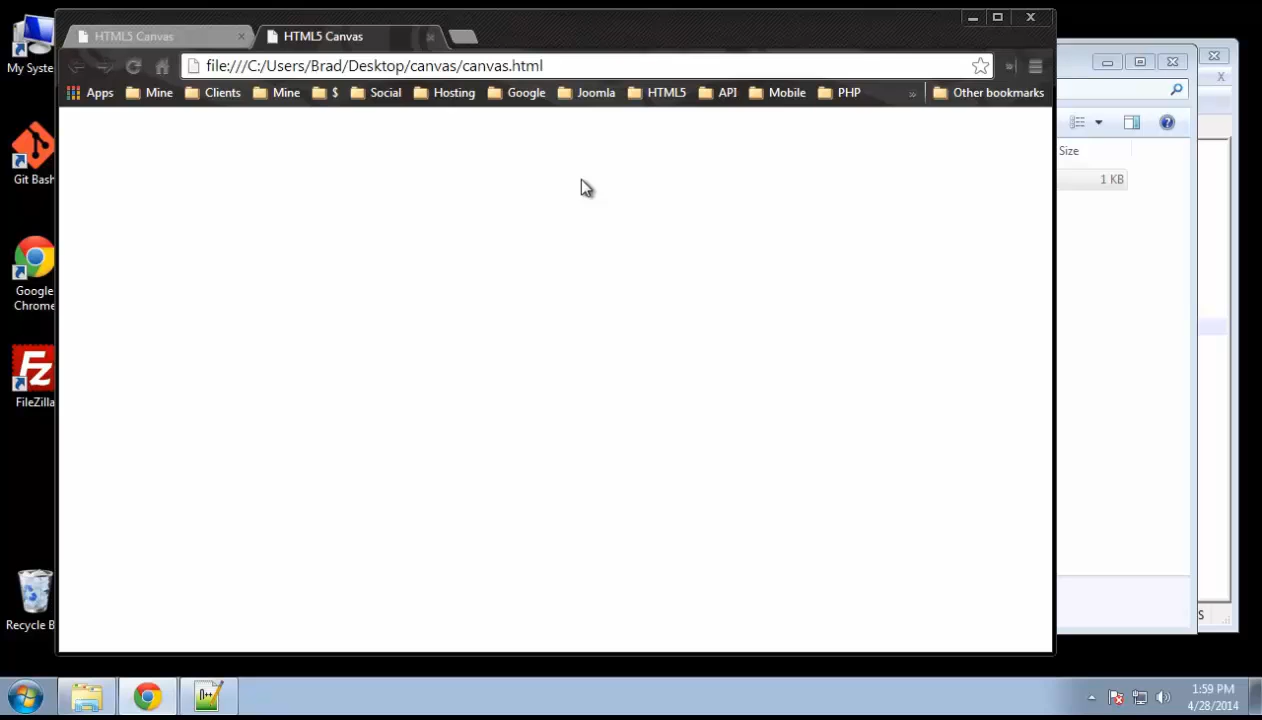 My Syste
Git Bash
Google
Chrome
FileZilla
Recycle B
HTML5 Canvas
HTML5 Canvas
file:///C:/Users/Brad/Desktop/canvas/canvas.html
Apps Mine Clients Mine $ Social Hosting Google Joomla HTML5 API Mobile PHP » Other bookmarks
Size
1 KB
S
1:59 PM
4/28/2014